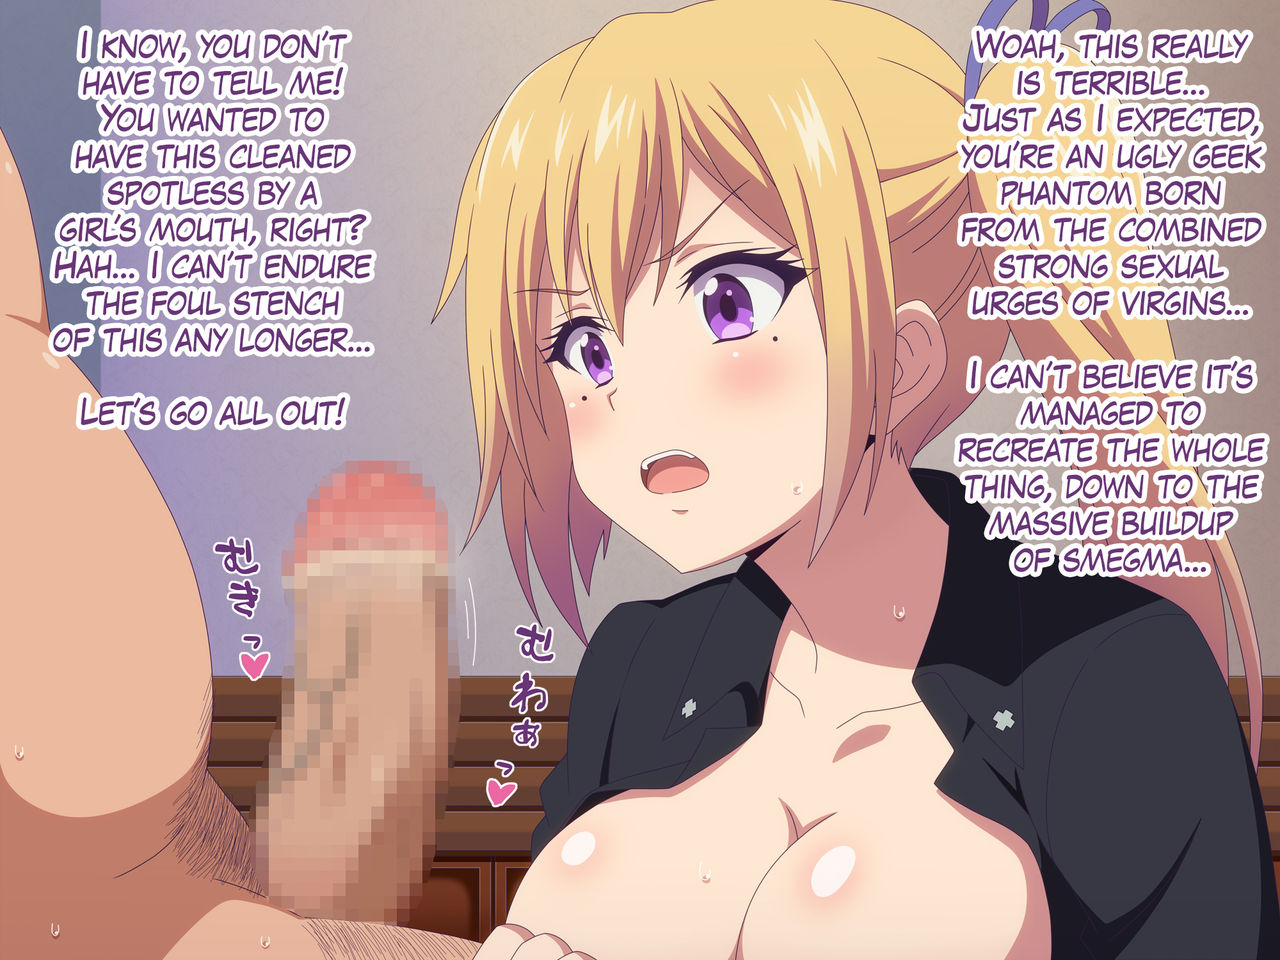 I KNOW, YOU DON'T
HAVE TO TELL ME!
YOU WANTED TO
HAVE THIS CLEANED
SPOTLESS BY A
GIRL'S MOUTH, RIGHT?
HAH... I CAN'T ENDURE
THE FOUL STENCH
OF THIS ANY LONGER...
LET'S GO ALL OUT!
WOAH, THIS REALLY
IS TERRIBLE...
JUST AS I EXPECTED,
YOU'RE AN UGLY GEEK
PHANTOM BORN
FROM THE COMBINED
STRONG SEXUAL
URGES OF VIRGINS...
I CAN'T BELIEVE IT'S
MANAGED TO
RECREATE THE WHOLE
THING, DOWN TO THE
MASSIVE BUILDUP
OF SMEGMA...
むきっ♥
むわぁっ♥